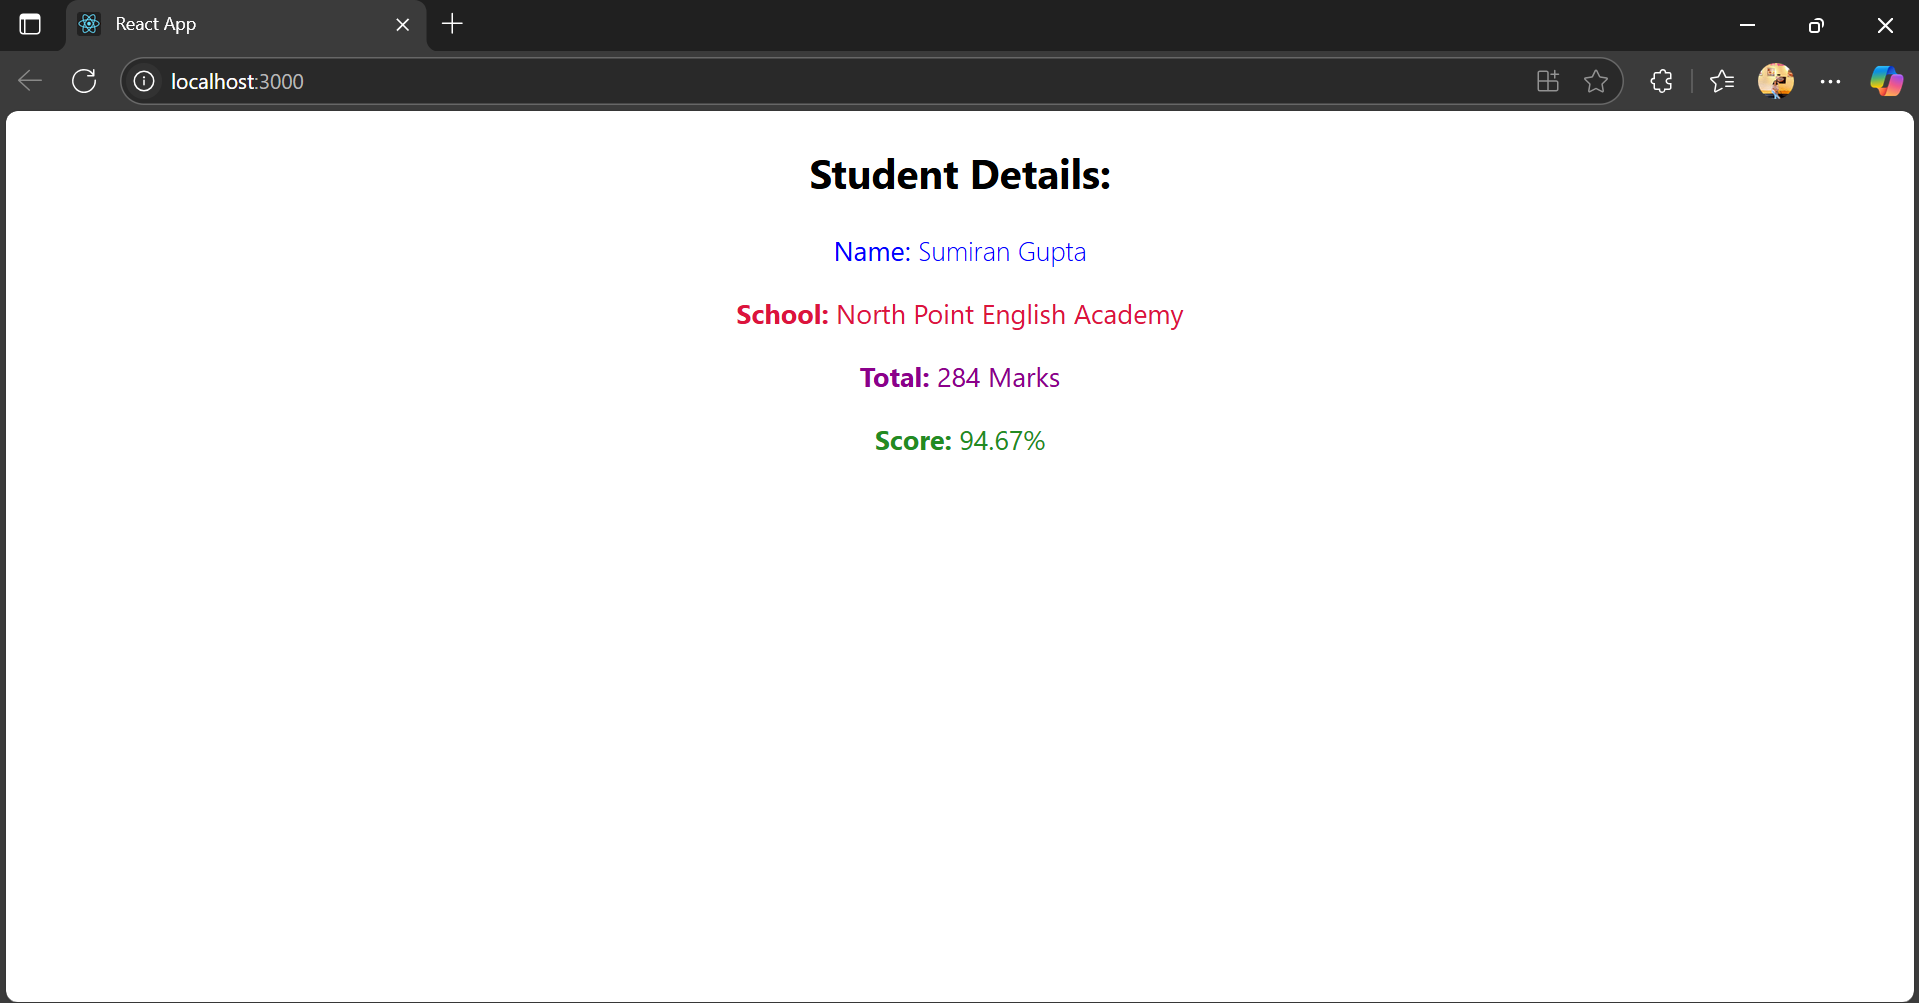 React App
localhost:3000
Student Details:
Name: Sumiran Gupta
School: North Point English Academy
Total: 284 Marks
Score: 94.67%